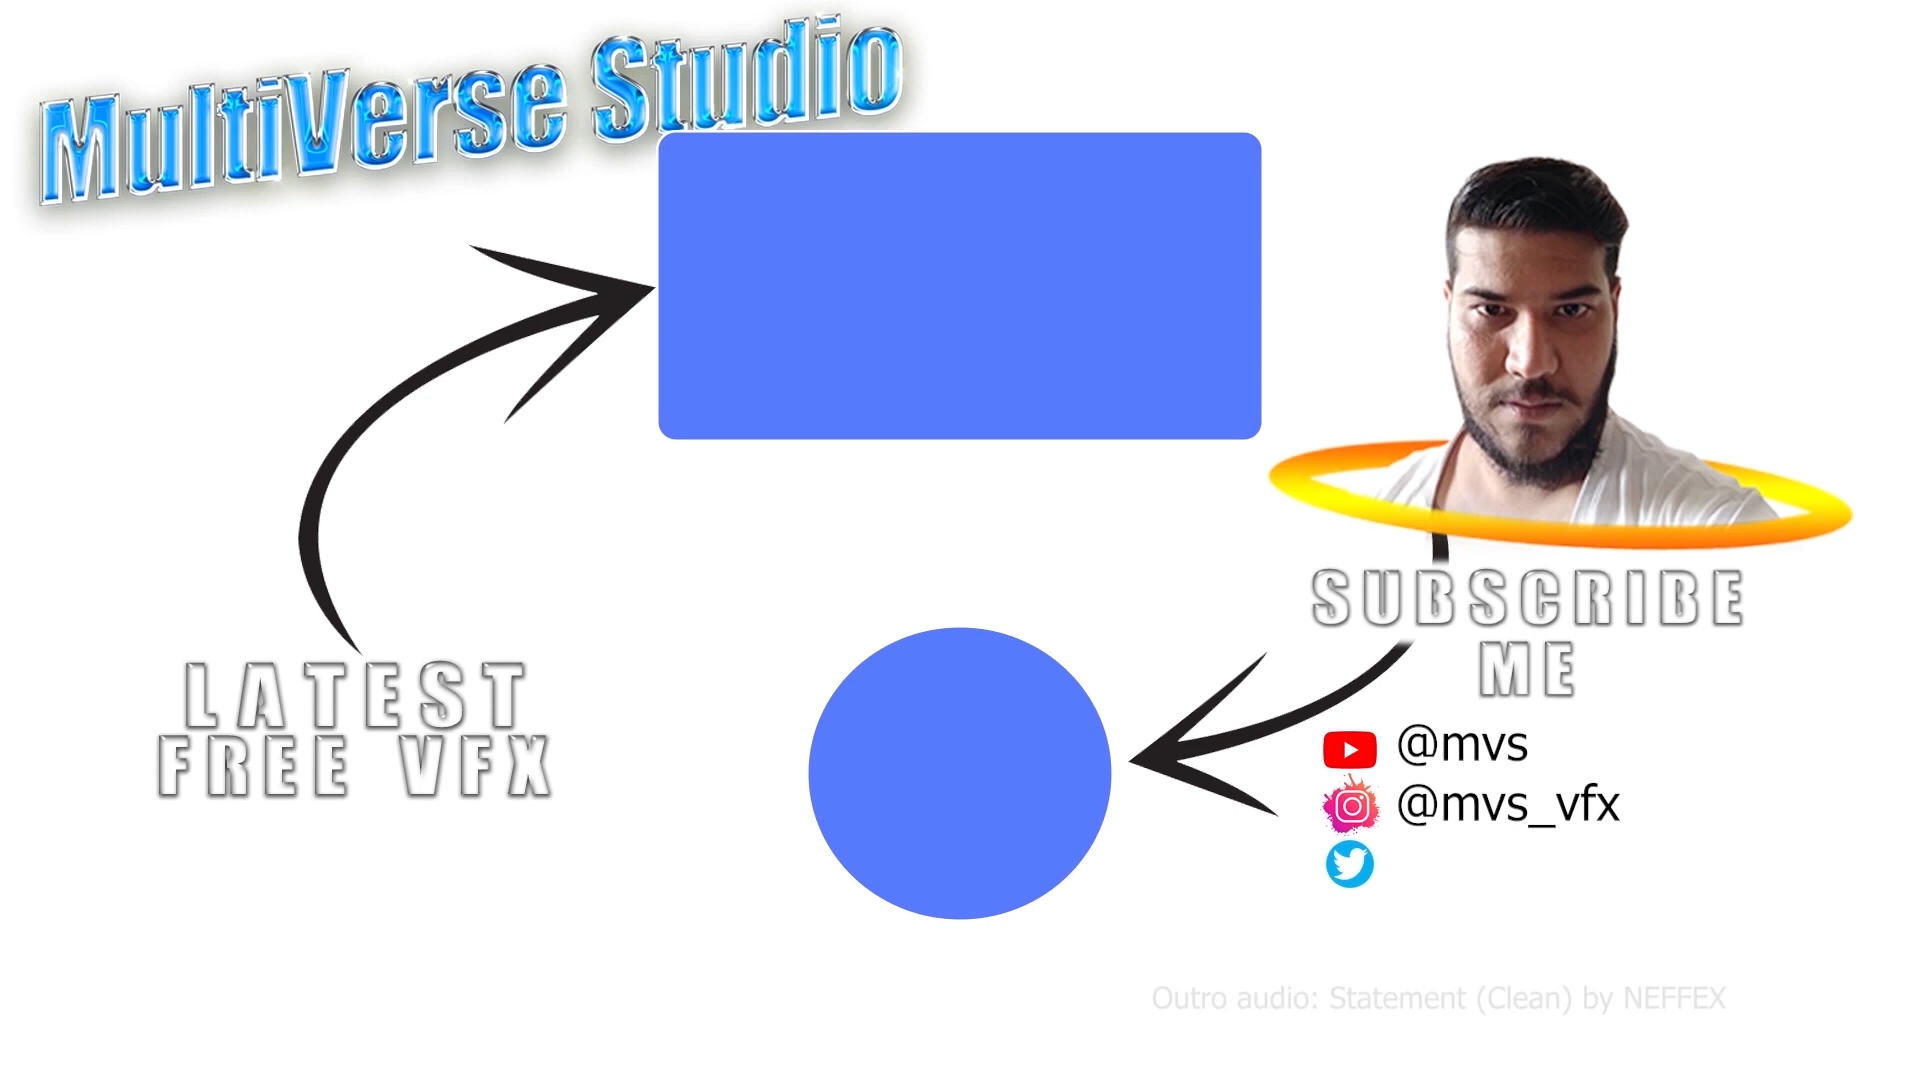 MultiVerse Studio
LATEST
FREE VFX
SUBSCRIBE
ME
@mvs
@mvs_vfx
Outro audio: Statement (Clean) by NEFFEX